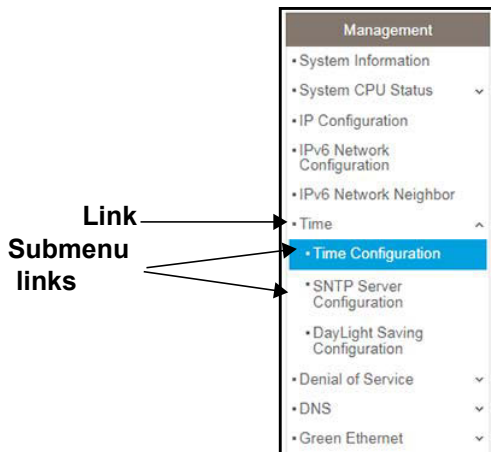 Management
• System Information
• System CPU Status
• IP Configuration
• IPv6 Network
Configuration
• IPv6 Network Neighbor
Link
• Time
Submenu
links
• Time Configuration
• SNTP Server
Configuration
• DayLight Saving
Configuration
• Denial of Service
• DNS
• Green Ethernet